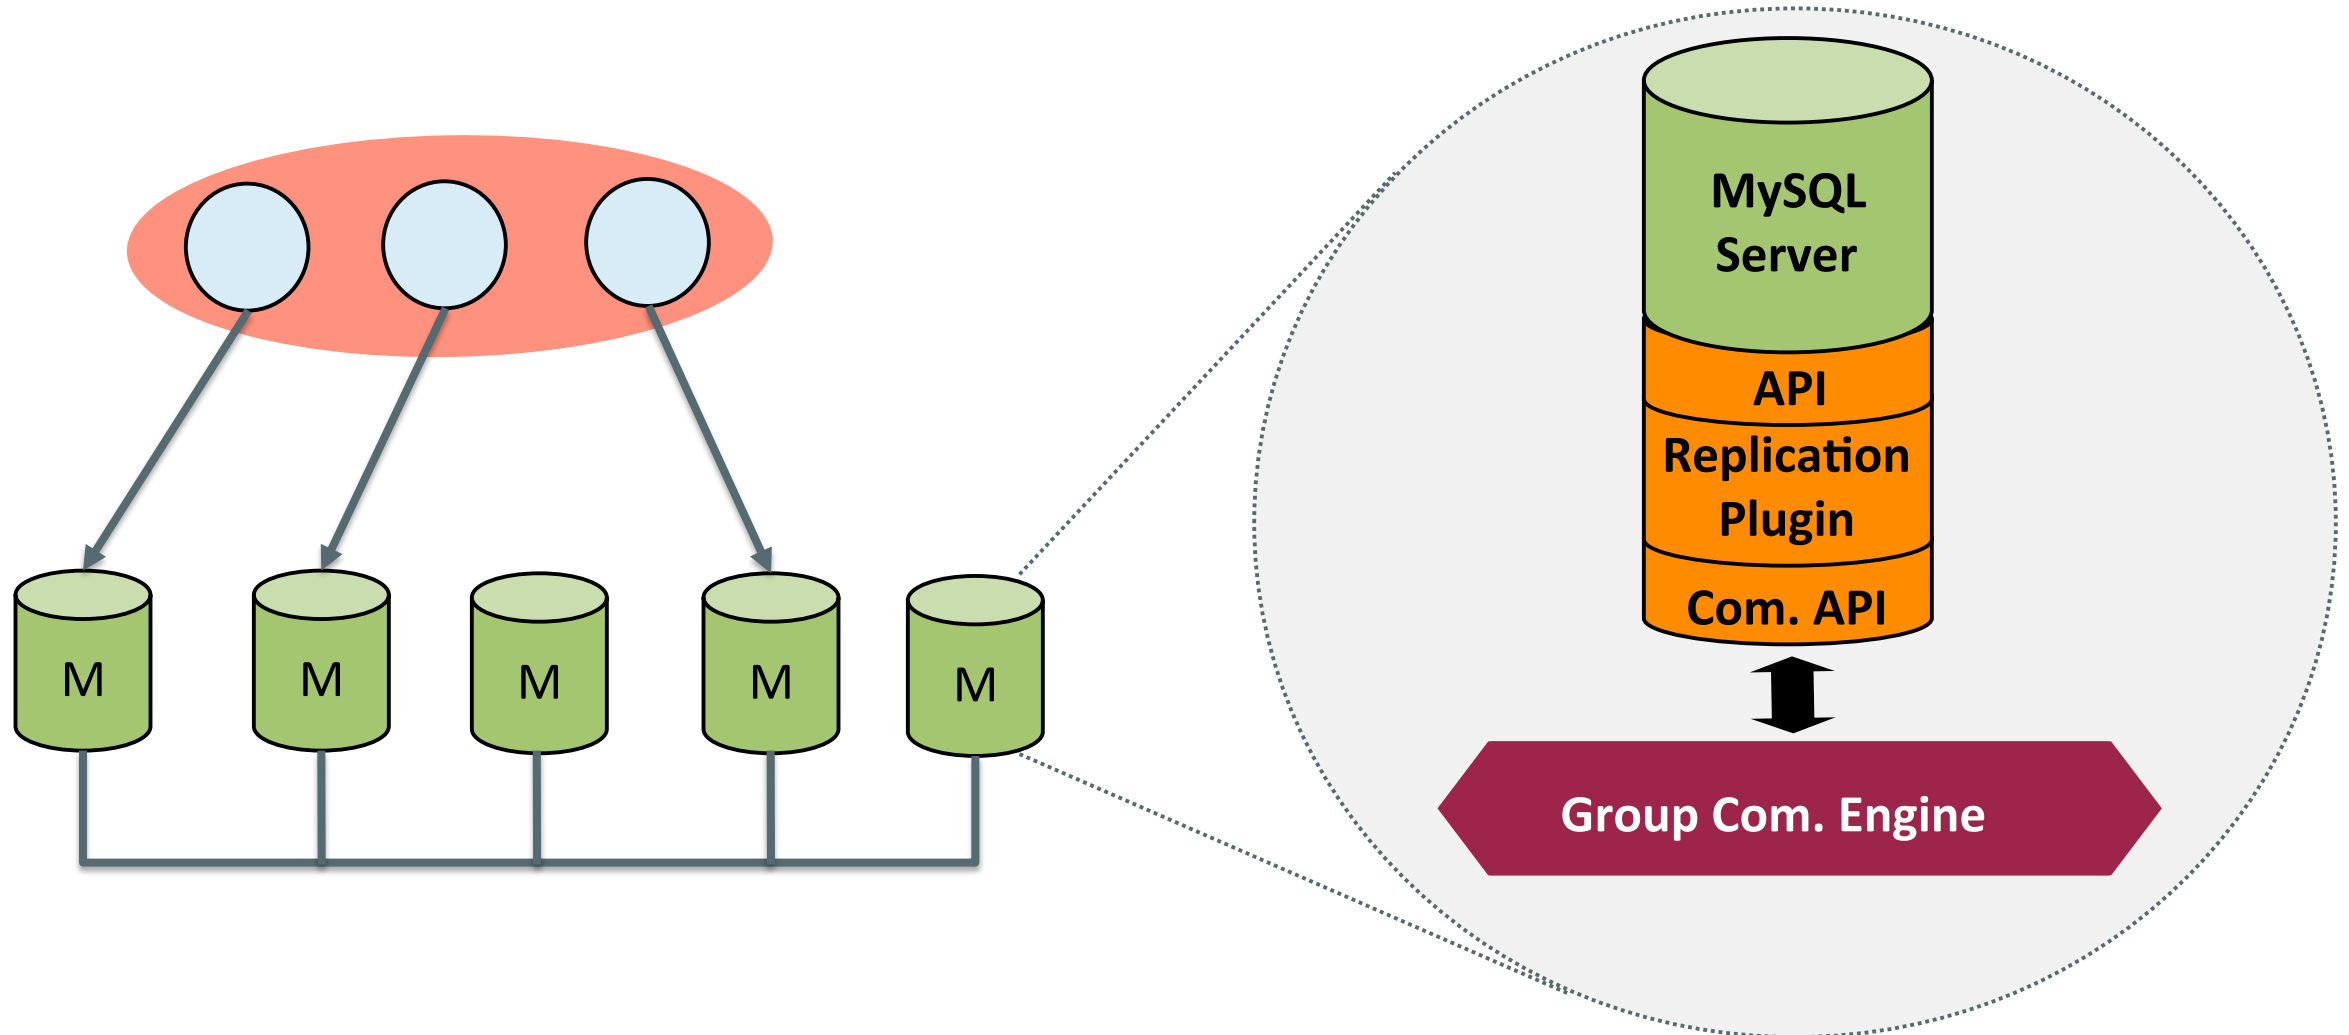 M
M
M
M
M
MySQL
Server
API
Replication
Plugin
Com. API
Group Com. Engine